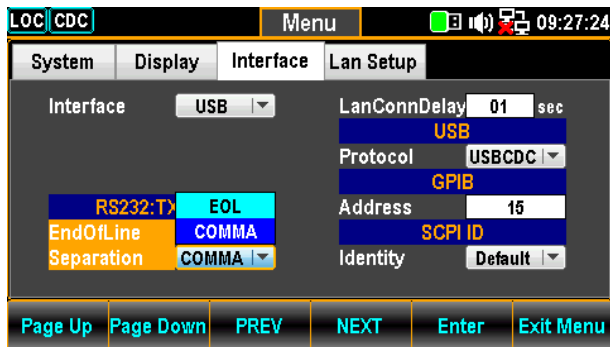 LOC CDC Menu 09:27:24
System Display Interface Lan Setup
Interface USB
LanConnDelay 01 sec
USB
Protocol USBCDC
GPIB
RS232:TX EOL
Address 15
EndOfLine COMMA
SCPI ID
Separation COMMA
Identity Default
Page Up Page Down PREV NEXT Enter Exit Menu